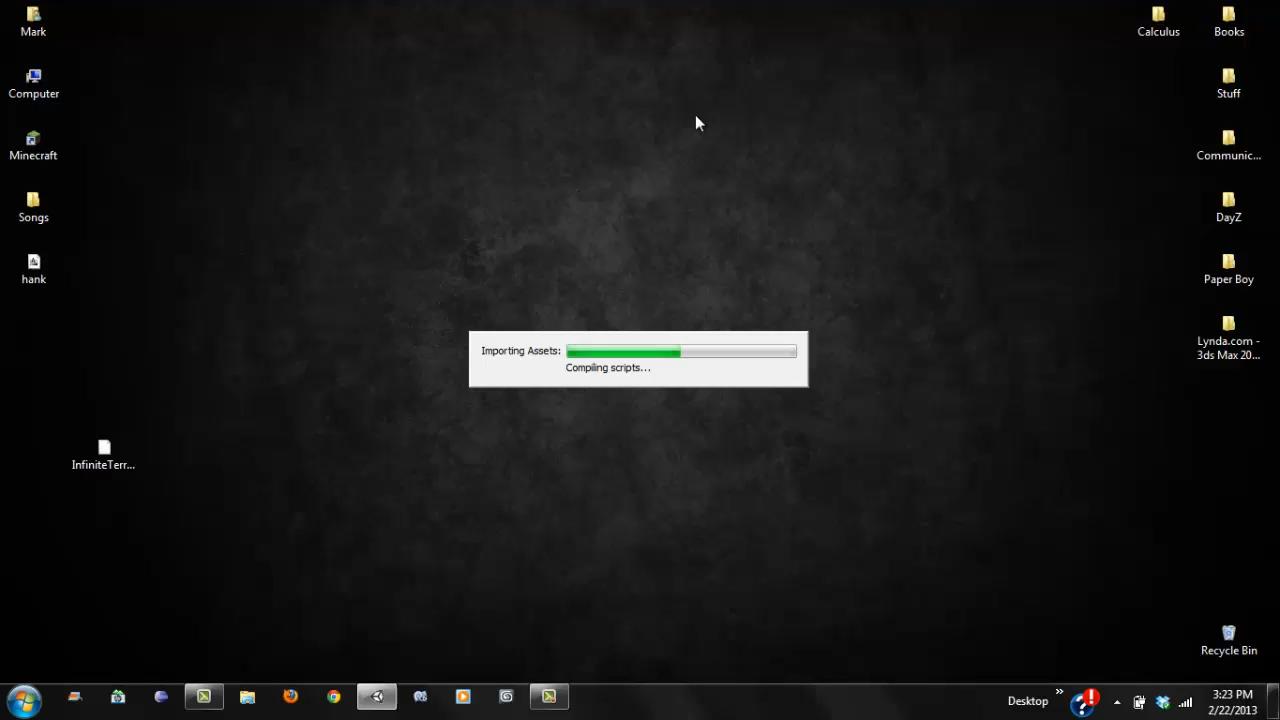 Mark
Computer
Minecraft
Songs
hank
InfiniteTerr...
Calculus
Books
Stuff
Communic...
DayZ
Paper Boy
Lynda.com -
3ds Max 20...
Importing Assets:
Compiling scripts...
Recycle Bin
Desktop
3:23 PM
2/22/2013